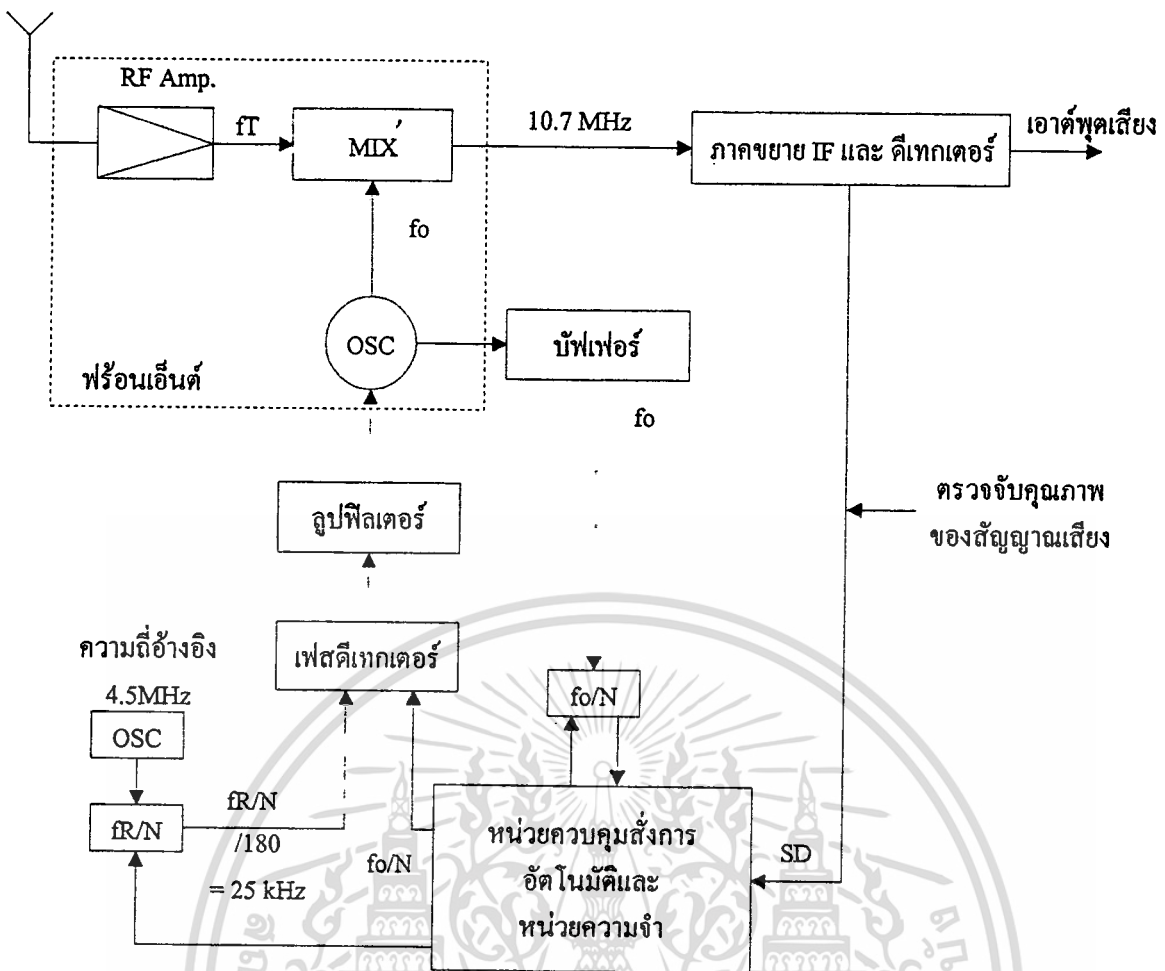 RF Amp.
fT
MIX
10.7 MHz
ภาคขยาย IF และ ดีเทกเตอร์
เอาต์พุตเสียง
fo
OSC
บัฟเฟอร์
ฟร้อนเอ็นต์
fo
ลูปฟิลเตอร์
ตรวจจับคุณภาพ
ของสัญญาณเสียง
ความถี่อ้างอิง
4.5MHz
OSC
เฟสดีเทกเตอร์
fo/N
fR/N
fR/N
/180
= 25 kHz
fo/N
หน่วยควบคุมสั่งการ
อัตโนมัติและ
หน่วยความจำ
SD